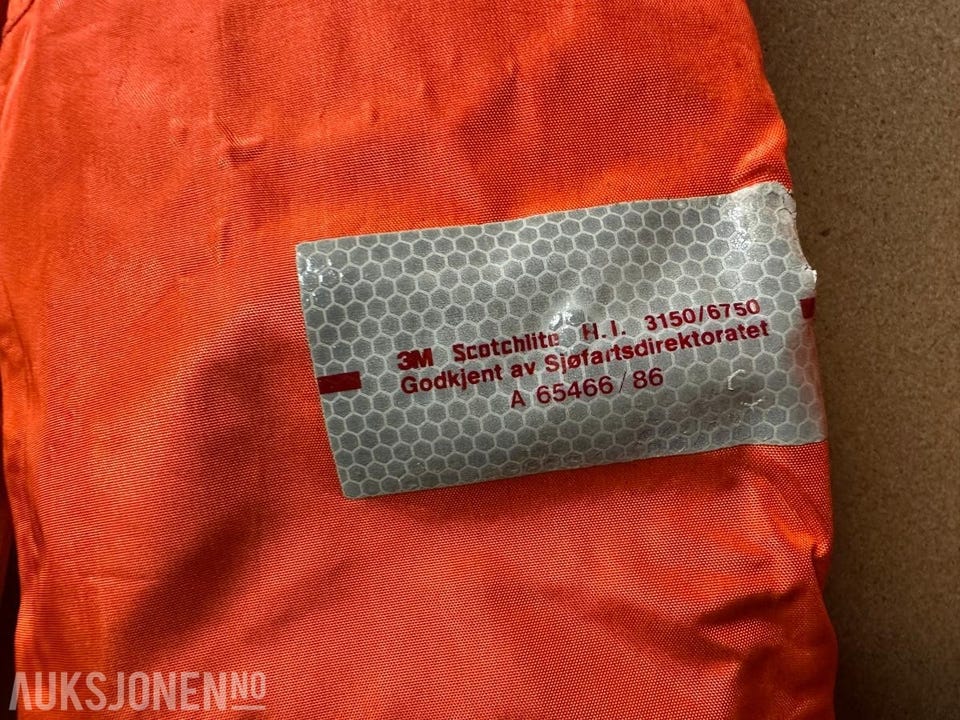 3M Scotchlite H.I. 3150/6750
Godkjent av Sjøfartsdirektoratet
A 65466/86
AUKSJONEN.NO